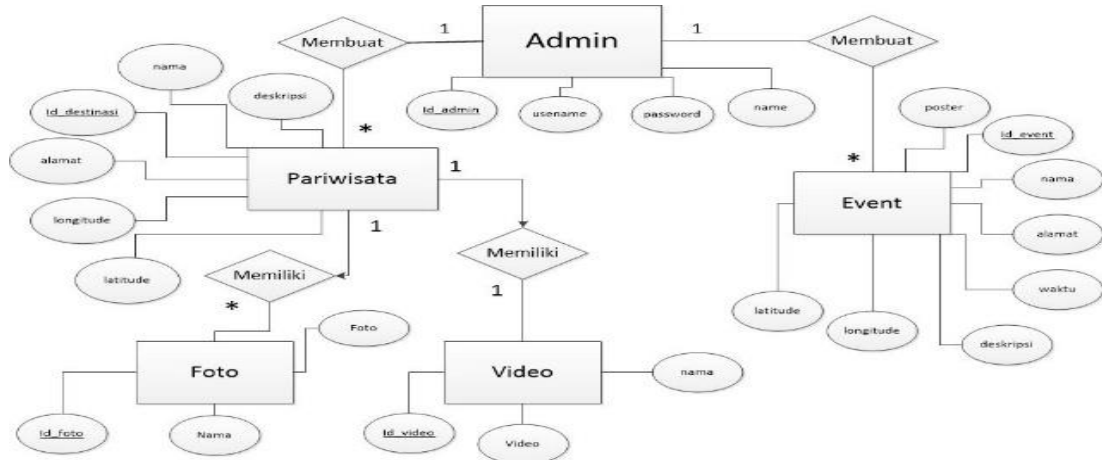 Membuat
1
Admin
1
Membuat
nama
deskripsi
Id_destinasi
Id_admin
usename
password
name
poster
Id_event
*
*
alamat
Pariwisata
1
Event
nama
longitude
1
alamat
latitude
Memiliki
Memiliki
waktu
*
1
latitude
longitude
Foto
deskripsi
Foto
Video
nama
Id_foto
Nama
Id_video
Video